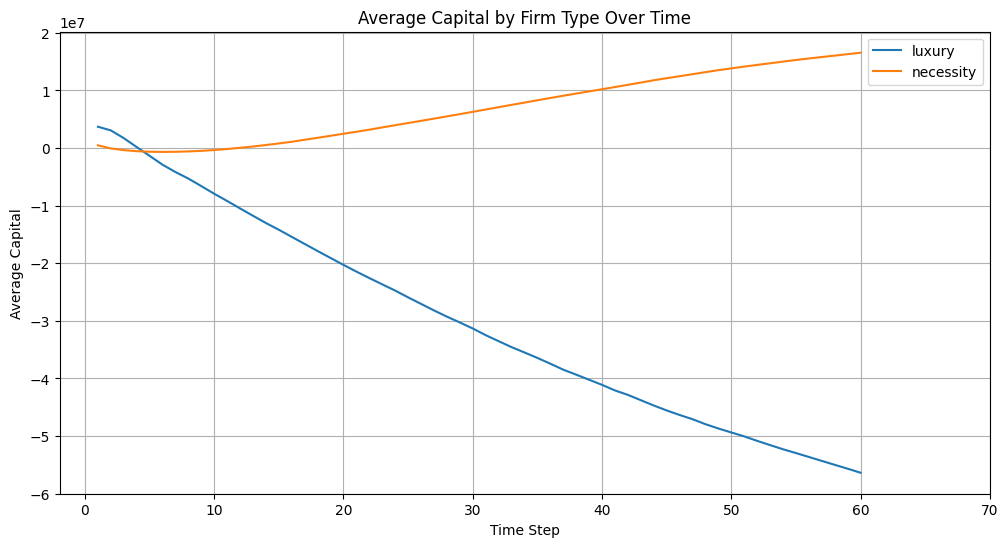 Average Capital by Firm Type Over Time
1e7
luxury
necessity
2
1
0
−1
−2
−3
−4
−5
−6
Average Capital
0 10 20 30 40 50 60 70
Time Step